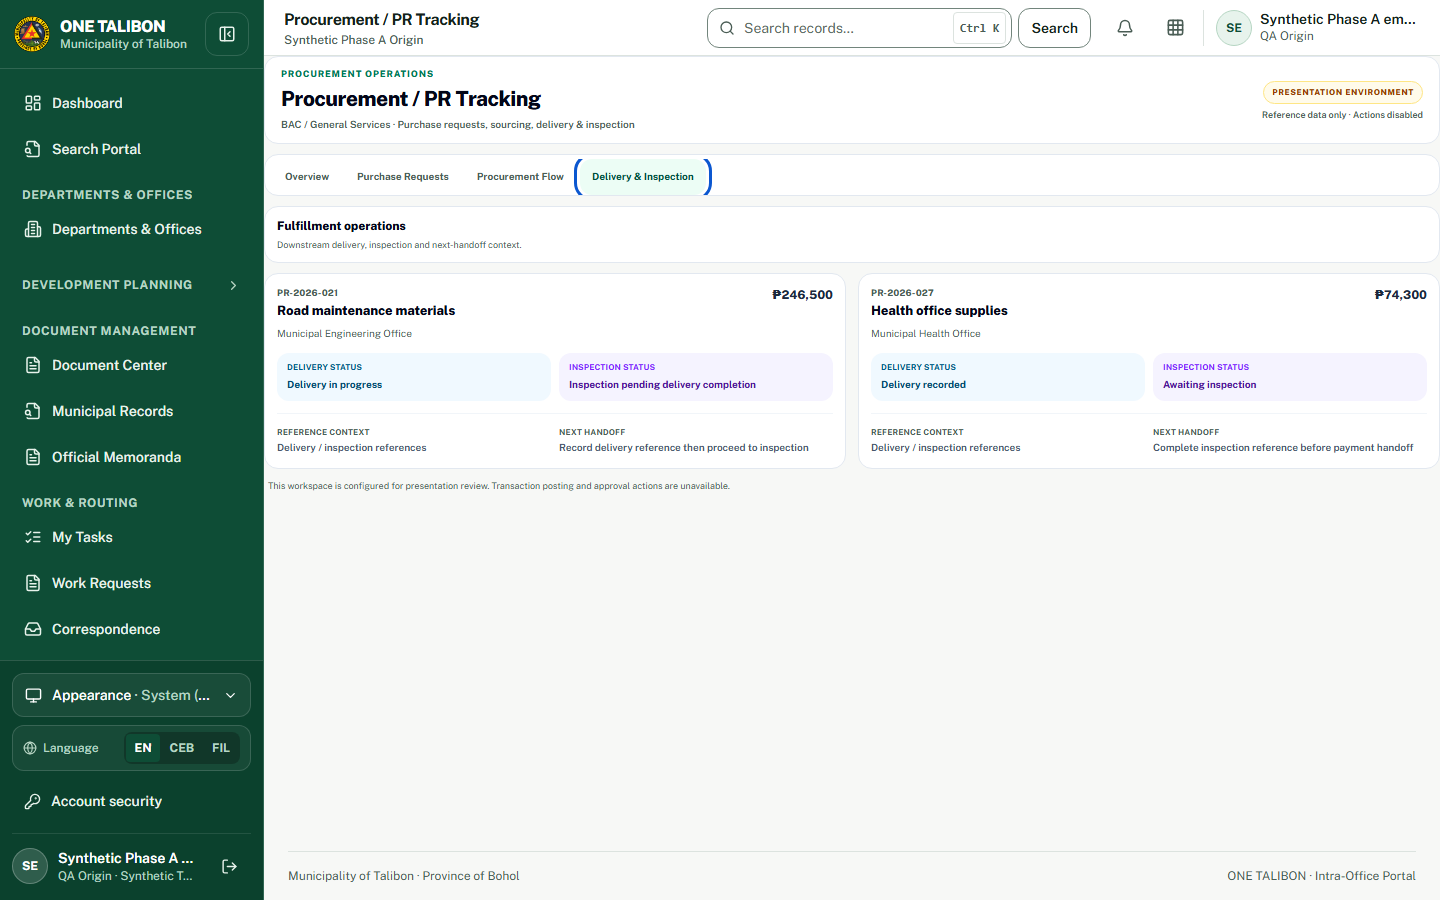 ONE TALIBON
Municipality of Talibon
Dashboard
Search Portal
DEPARTMENTS & OFFICES
Departments & Offices
DEVELOPMENT PLANNING
DOCUMENT MANAGEMENT
Document Center
Municipal Records
Official Memoranda
WORK & ROUTING
My Tasks
Work Requests
Correspondence
Appearance · System (...
Language EN CEB FIL
Account security
SE
Synthetic Phase A ...
QA Origin · Synthetic T...
Procurement / PR Tracking
Synthetic Phase A Origin
Search records... Ctrl K
Search
SE
Synthetic Phase A em...
QA Origin
PROCUREMENT OPERATIONS
Procurement / PR Tracking
BAC / General Services · Purchase requests, sourcing, delivery & inspection
PRESENTATION ENVIRONMENT
Reference data only · Actions disabled
Overview Purchase Requests Procurement Flow Delivery & Inspection
Fulfillment operations
Downstream delivery, inspection and next-handoff context.
PR-2026-021
₱246,500
Road maintenance materials
Municipal Engineering Office
DELIVERY STATUS
Delivery in progress
INSPECTION STATUS
Inspection pending delivery completion
REFERENCE CONTEXT
Delivery / inspection references
NEXT HANDOFF
Record delivery reference then proceed to inspection
PR-2026-027
₱74,300
Health office supplies
Municipal Health Office
DELIVERY STATUS
Delivery recorded
INSPECTION STATUS
Awaiting inspection
REFERENCE CONTEXT
Delivery / inspection references
NEXT HANDOFF
Complete inspection reference before payment handoff
This workspace is configured for presentation review. Transaction posting and approval actions are unavailable.
Municipality of Talibon · Province of Bohol
ONE TALIBON · Intra-Office Portal